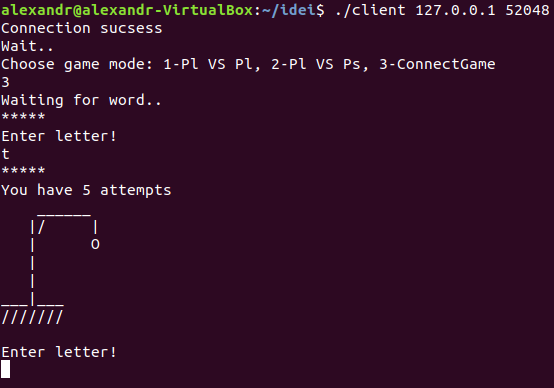 alexandr@alexandr-VirtualBox:~/idei$ ./client 127.0.0.1 52048
Connection sucsess
Wait..
Choose game mode: 1-Pl VS Pl, 2-Pl VS Ps, 3-ConnectGame
3
Waiting for word..
*****
Enter letter!
t
*****
You have 5 attempts
    ______
   |/     |
   |      O
   |
   |
___|___
///////
Enter letter!